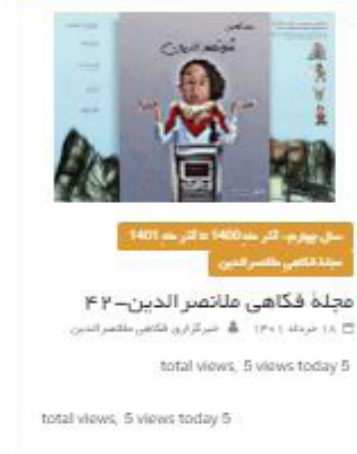 ملانصرالدین
سال چهارم- آذر ماه 1400 تا آذر ماه 1401
مجلهٔ فکاهی ملانصرالدین
مجلهٔ فکاهی ملانصرالدین–۴۲
۱۸ خرداد ۱۴۰۱ خبرگزاری فکاهی ملانصرالدین
total views, 5 views today 5
total views, 5 views today 5